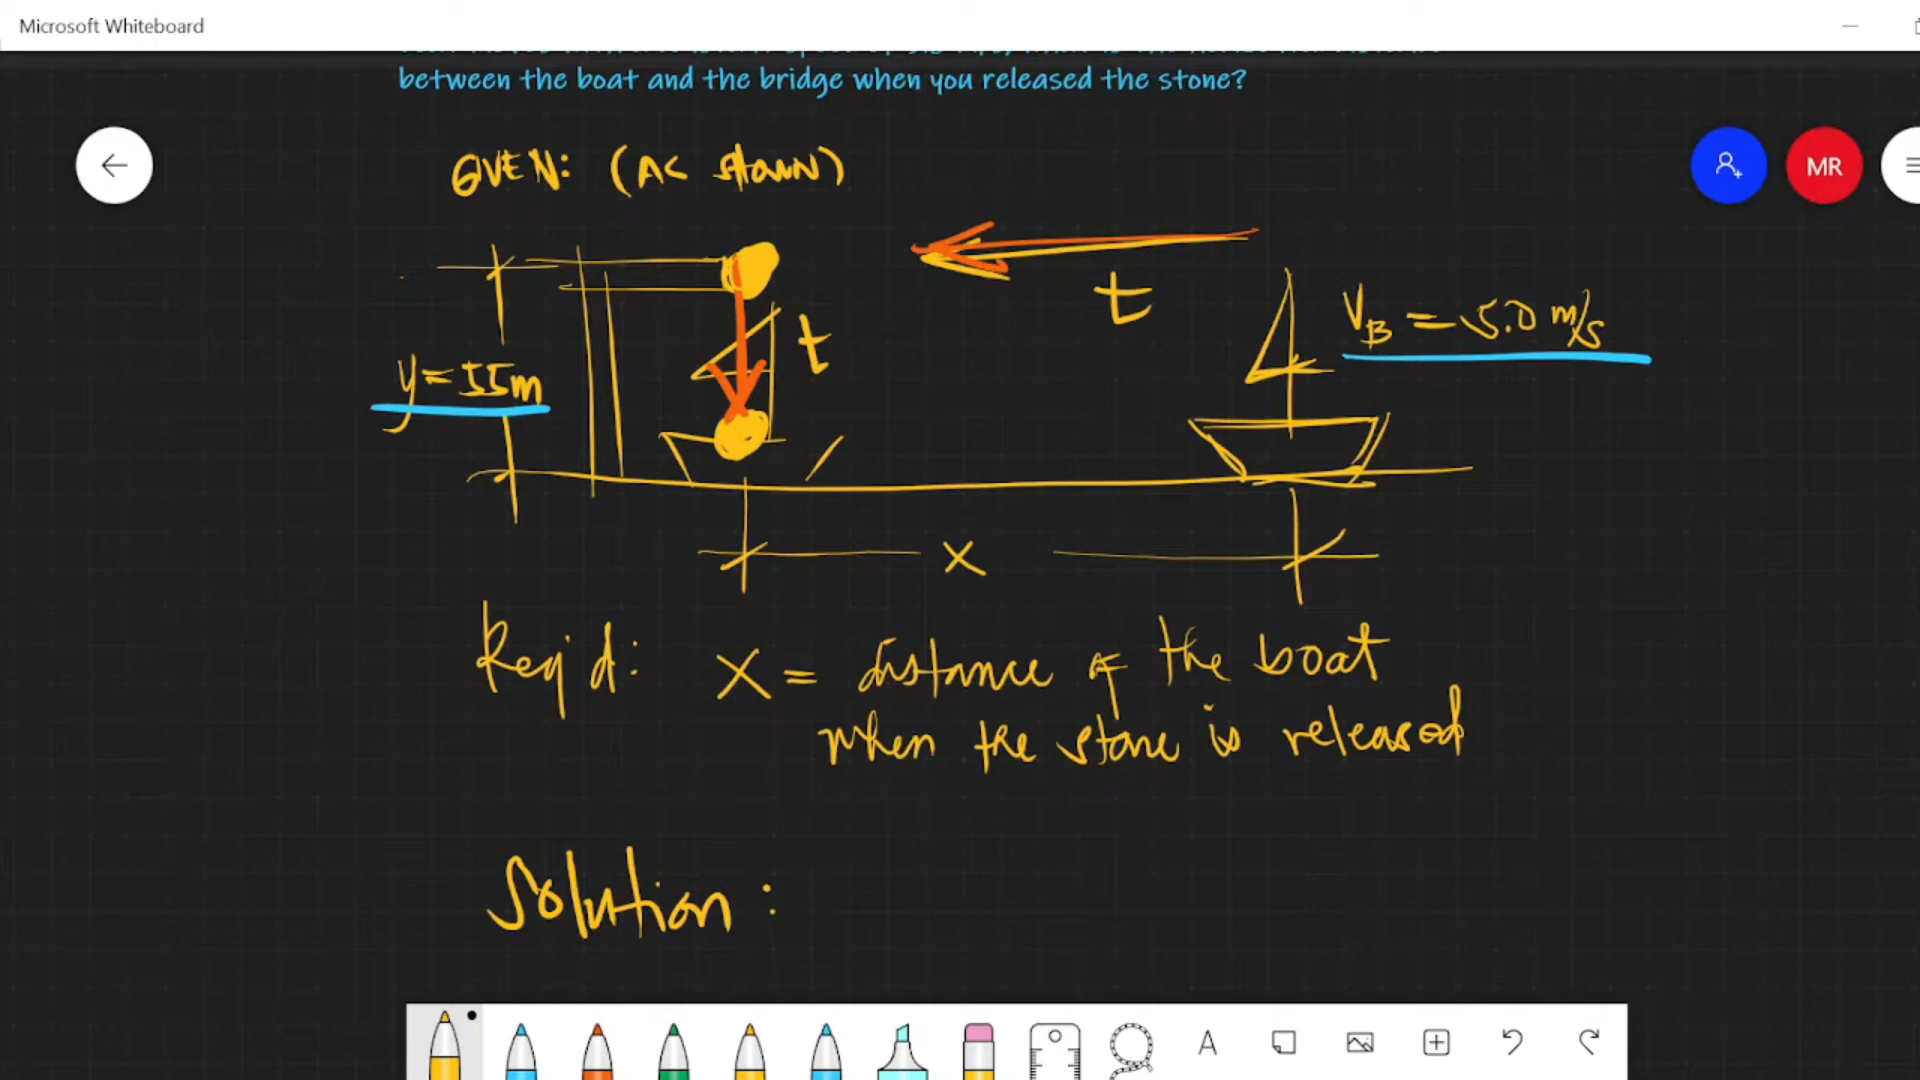 Microsoft Whiteboard
between the boat and the bridge when you released the stone?
GIVEN: (AS shown)
MR
t
t
V_B = 5.0 m/s
y = 55m
x
Req'd: X = distance of the boat
when the stone is released
Solution:
A